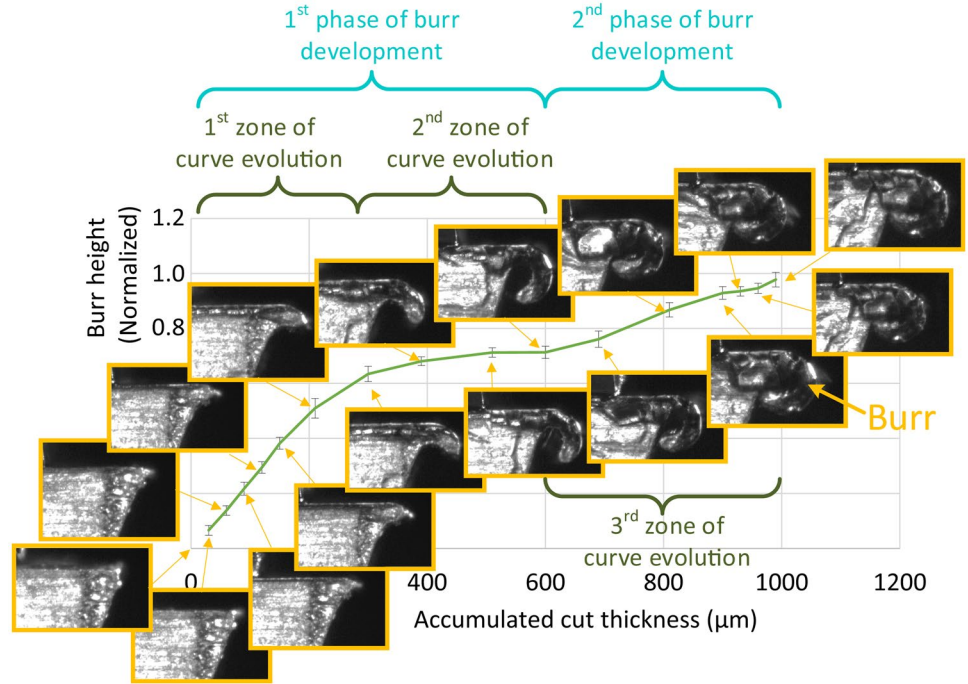 1st phase of burr
development
2nd phase of burr
development
1st zone of
curve evolution
2nd zone of
curve evolution
Burr height
(Normalized)
1.2
1.0
0.8
Burr
3rd zone of
curve evolution
0
400
600
800
1000
1200
Accumulated cut thickness (µm)